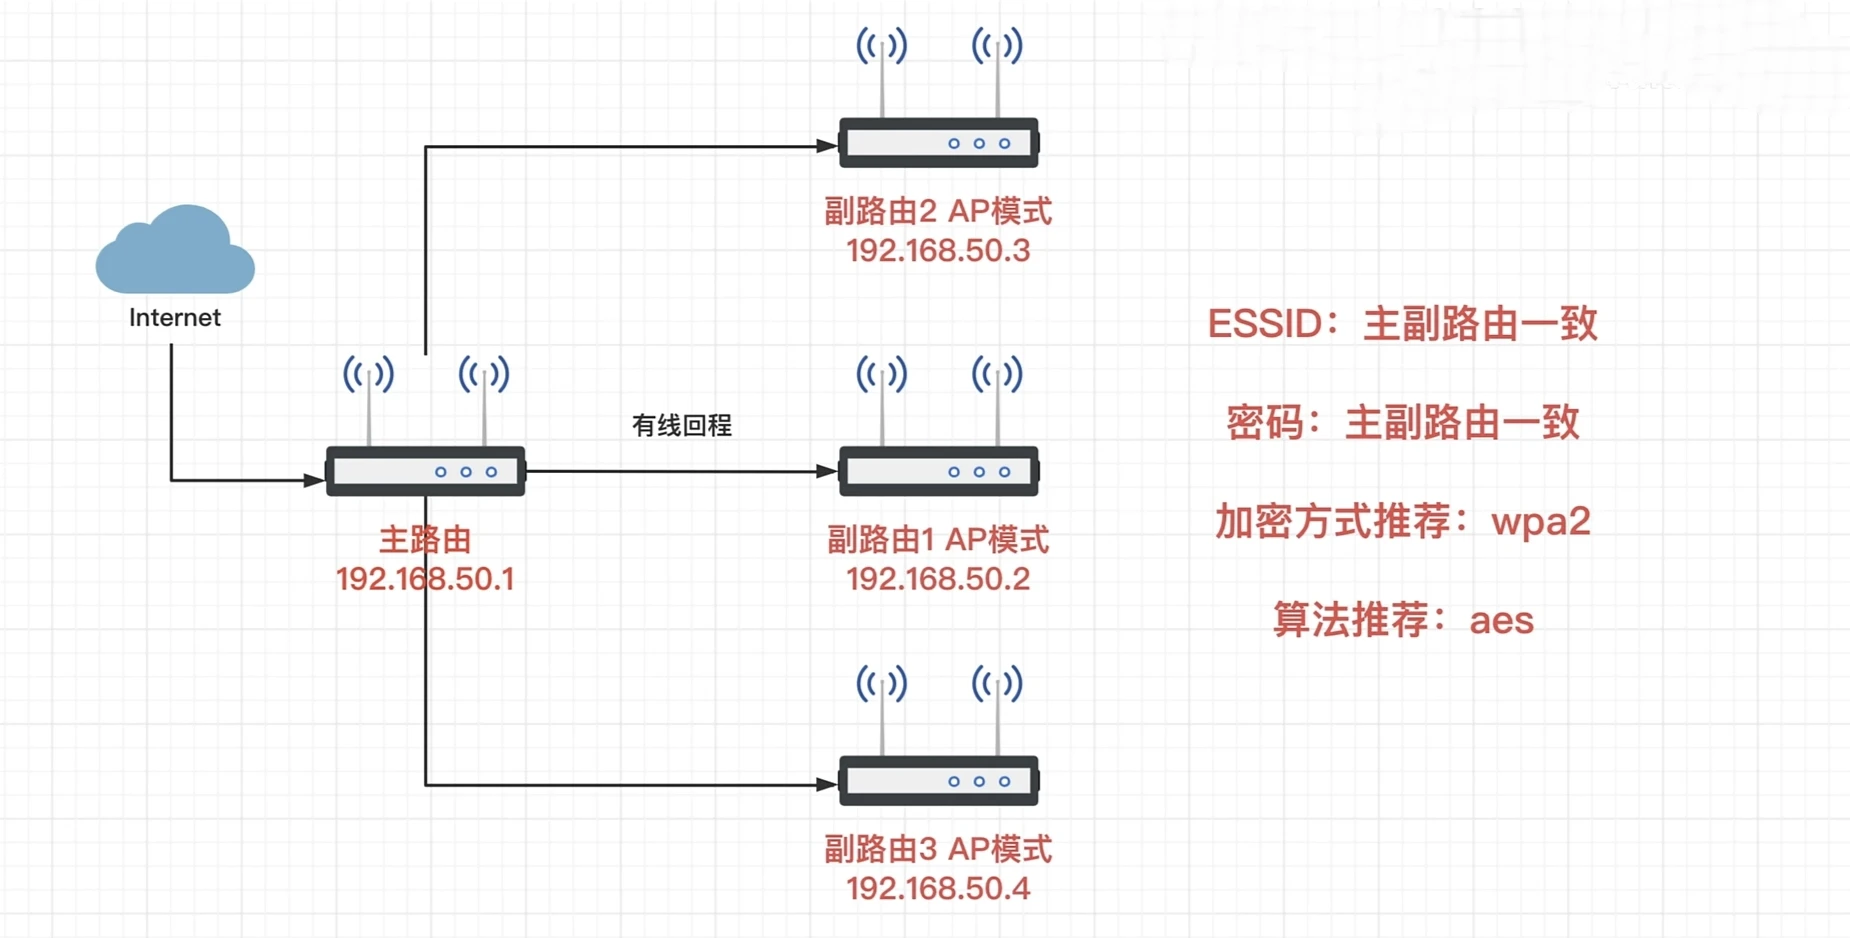 副路由2 AP模式
192.168.50.3
Internet
有线回程
主路由
192.168.50.1
副路由1 AP模式
192.168.50.2
副路由3 AP模式
192.168.50.4
ESSID：主副路由一致
密码：主副路由一致
加密方式推荐：wpa2
算法推荐：aes